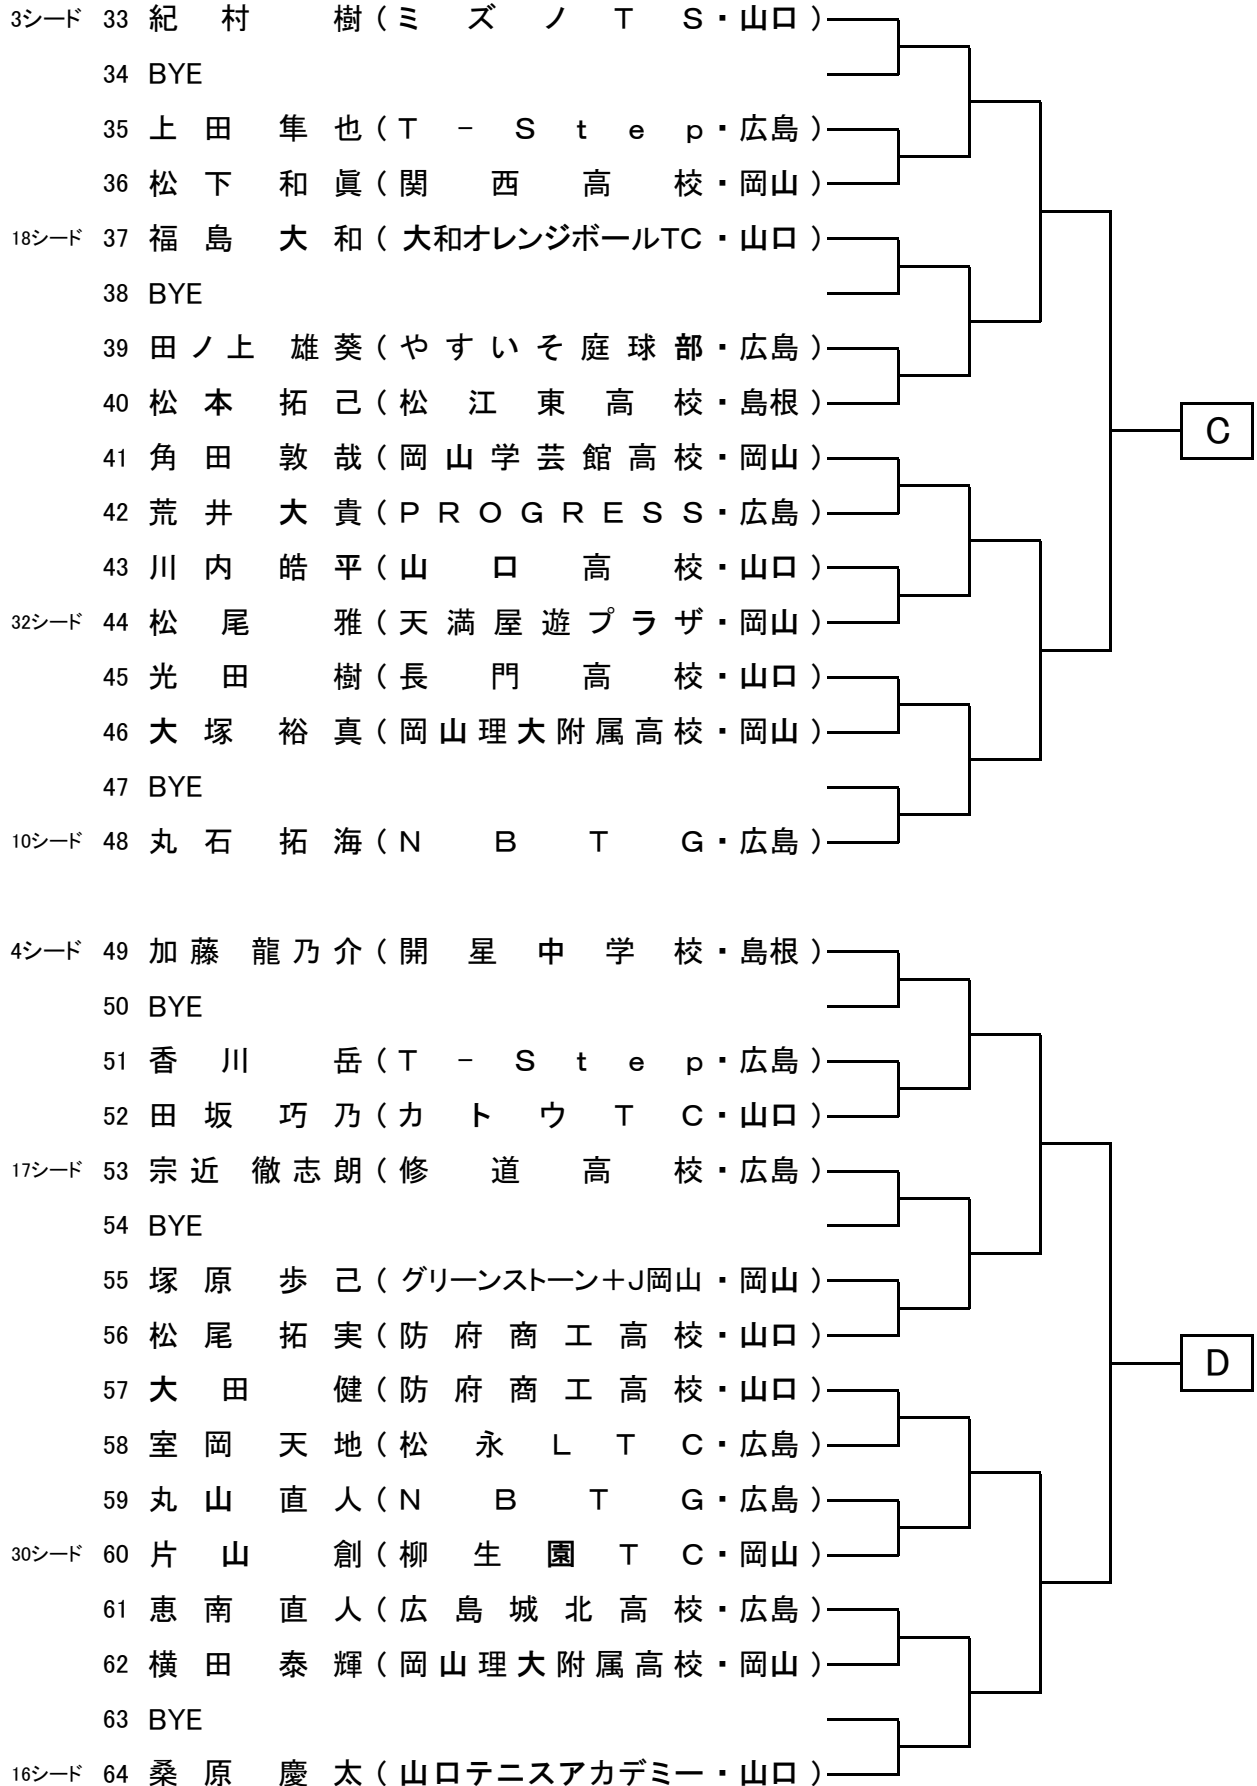 3シード 33 紀村 樹(ミズノTS・山口)
34 BYE
35 上田 隼也(T-Step・広島)
36 松下 和眞(関西高校・岡山)
18シード 37 福島 大和(大和オレンジボールTC・山口)
38 BYE
39 田ノ上 雄葵(やすいそ庭球部・広島)
40 松本 拓己(松江東高校・島根)
C
41 角田 敦哉(岡山学芸館高校・岡山)
42 荒井 大貴(PROGRESS・広島)
43 川内 皓平(山口高校・山口)
32シード 44 松尾 雅(天満屋遊プラザ・岡山)
45 光田 樹(長門高校・山口)
46 大塚 裕真(岡山理大附属高校・岡山)
47 BYE
10シード 48 丸石 拓海(NBTG・広島)
4シード 49 加藤 龍乃介(開星中学校・島根)
50 BYE
51 香川 岳(T-Step・広島)
52 田坂 巧乃(カトウTC・山口)
17シード 53 宗近 徹志朗(修道高校・広島)
54 BYE
55 塚原 歩己(グリーンストーン+J岡山・岡山)
56 松尾 拓実(防府商工高校・山口)
D
57 大田 健(防府商工高校・山口)
58 室岡 天地(松永LTC・広島)
59 丸山 直人(NBTG・広島)
30シード 60 片山 創(柳生園TC・岡山)
61 恵南 直人(広島城北高校・広島)
62 横田 泰輝(岡山理大附属高校・岡山)
63 BYE
16シード 64 桑原 慶太(山口テニスアカデミー・山口)